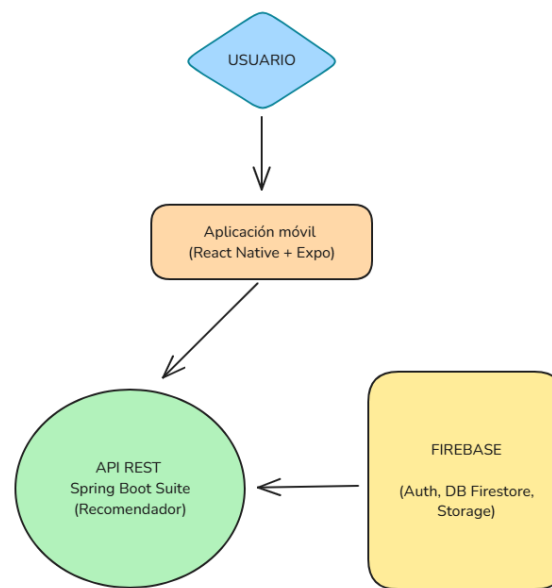 USUARIO
Aplicación móvil
(React Native + Expo)
API REST
Spring Boot Suite
(Recomendador)
FIREBASE
(Auth, DB Firestore,
Storage)